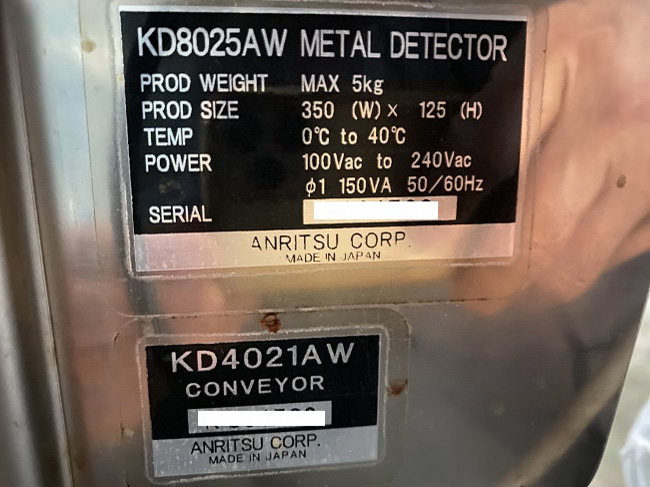 KD8025AW METAL DETECTOR
PROD WEIGHT MAX 5kg
PROD SIZE 350 (W) × 125 (H)
TEMP 0℃ to 40℃
POWER 100Vac to 240Vac
φ1 150VA 50/60Hz
SERIAL
ANRITSU CORP.
MADE IN JAPAN
KD4021AW
CONVEYOR
ANRITSU CORP.
MADE IN JAPAN